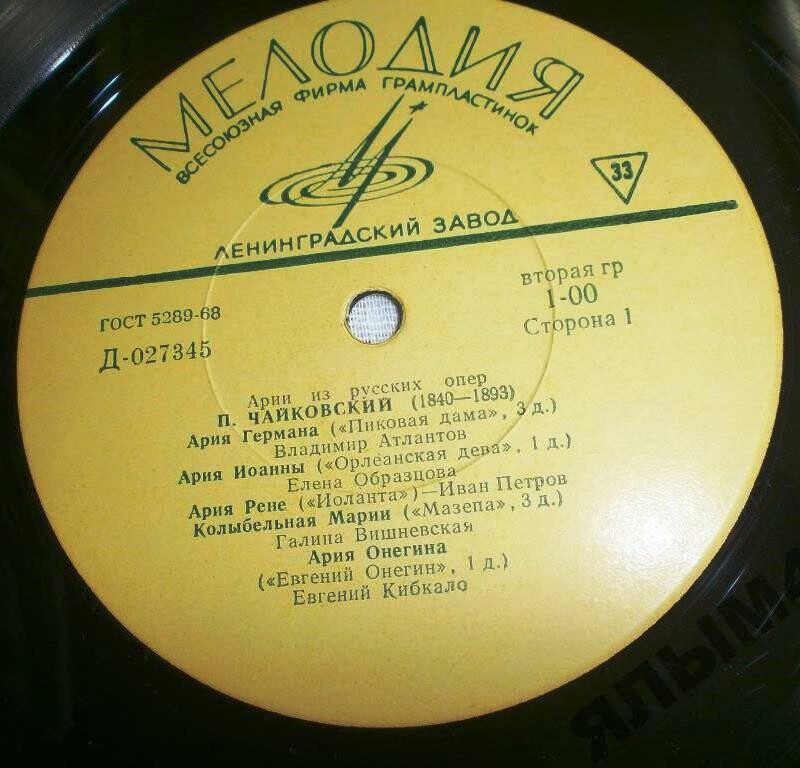 МЕЛОДИЯ
ВСЕСОЮЗНАЯ ФИРМА ГРАМПЛАСТИНОК
33
ЛЕНИНГРАДСКИЙ ЗАВОД
ГОСТ 5289-68
Д-027345
вторая гр
1-00
Сторона 1
Арии из русских опер
П. ЧАЙКОВСКИЙ (1840—1893)
Ария Германа («Пиковая дама», 3 д.)
Владимир Атлантов
Ария Иоанны («Орлеанская дева», 1 д.)
Елена Образцова
Ария Рене («Иоланта»)—Иван Петров
Колыбельная Марии («Мазепа», 3 д.)
Галина Вишневская
Ария Онегина
(«Евгений Онегин», 1 д.)
Евгений Кибкало